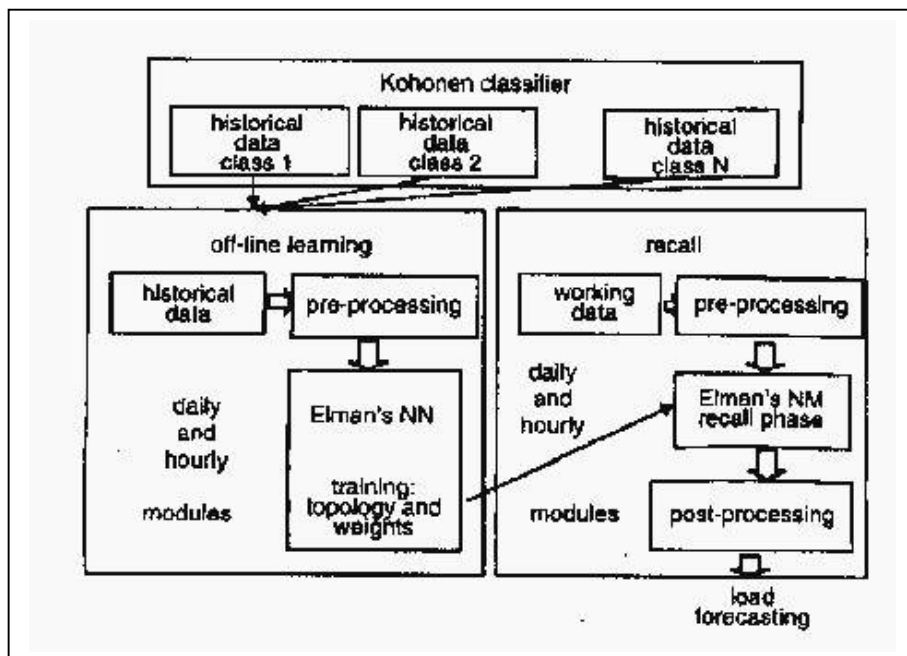 Kohonen classifier
historical
data
class 1
historical
data
class 2
historical
data
class N
off-line learning
historical
data
pre-processing
daily
and
hourly
modules
Elman's NN
training:
topology and
weights
recall
working
data
pre-processing
daily
and
hourly
modules
Elman's NM
recall phase
post-processing
load
forecasting